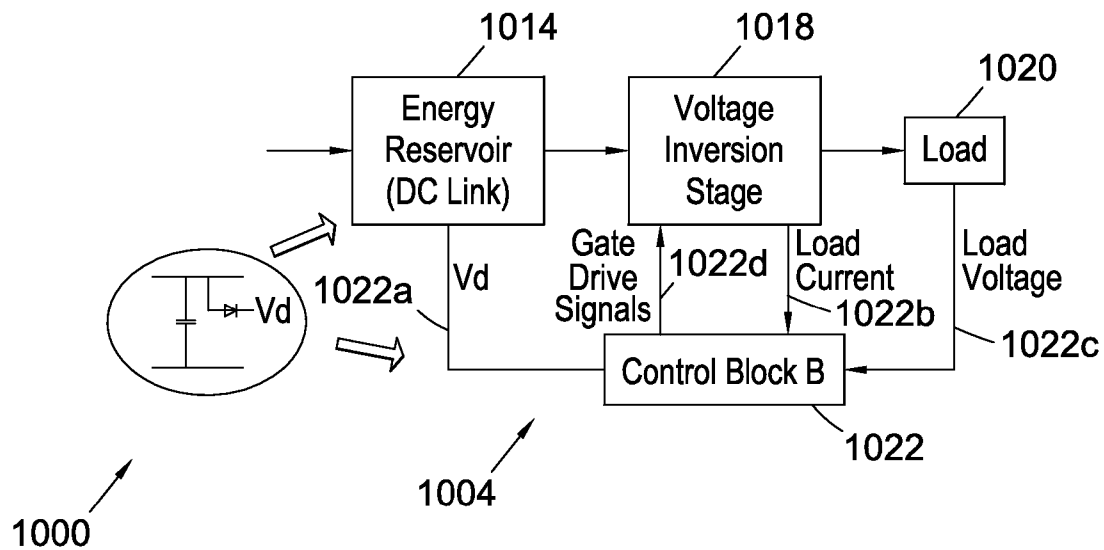 1014
1018
1020
Energy
Reservoir
(DC Link)
Voltage
Inversion
Stage
Load
Gate
Drive
Signals
1022d
Load
Current
1022b
Load
Voltage
1022c
1022a
Vd
Vd
Control Block B
1022
1004
1000